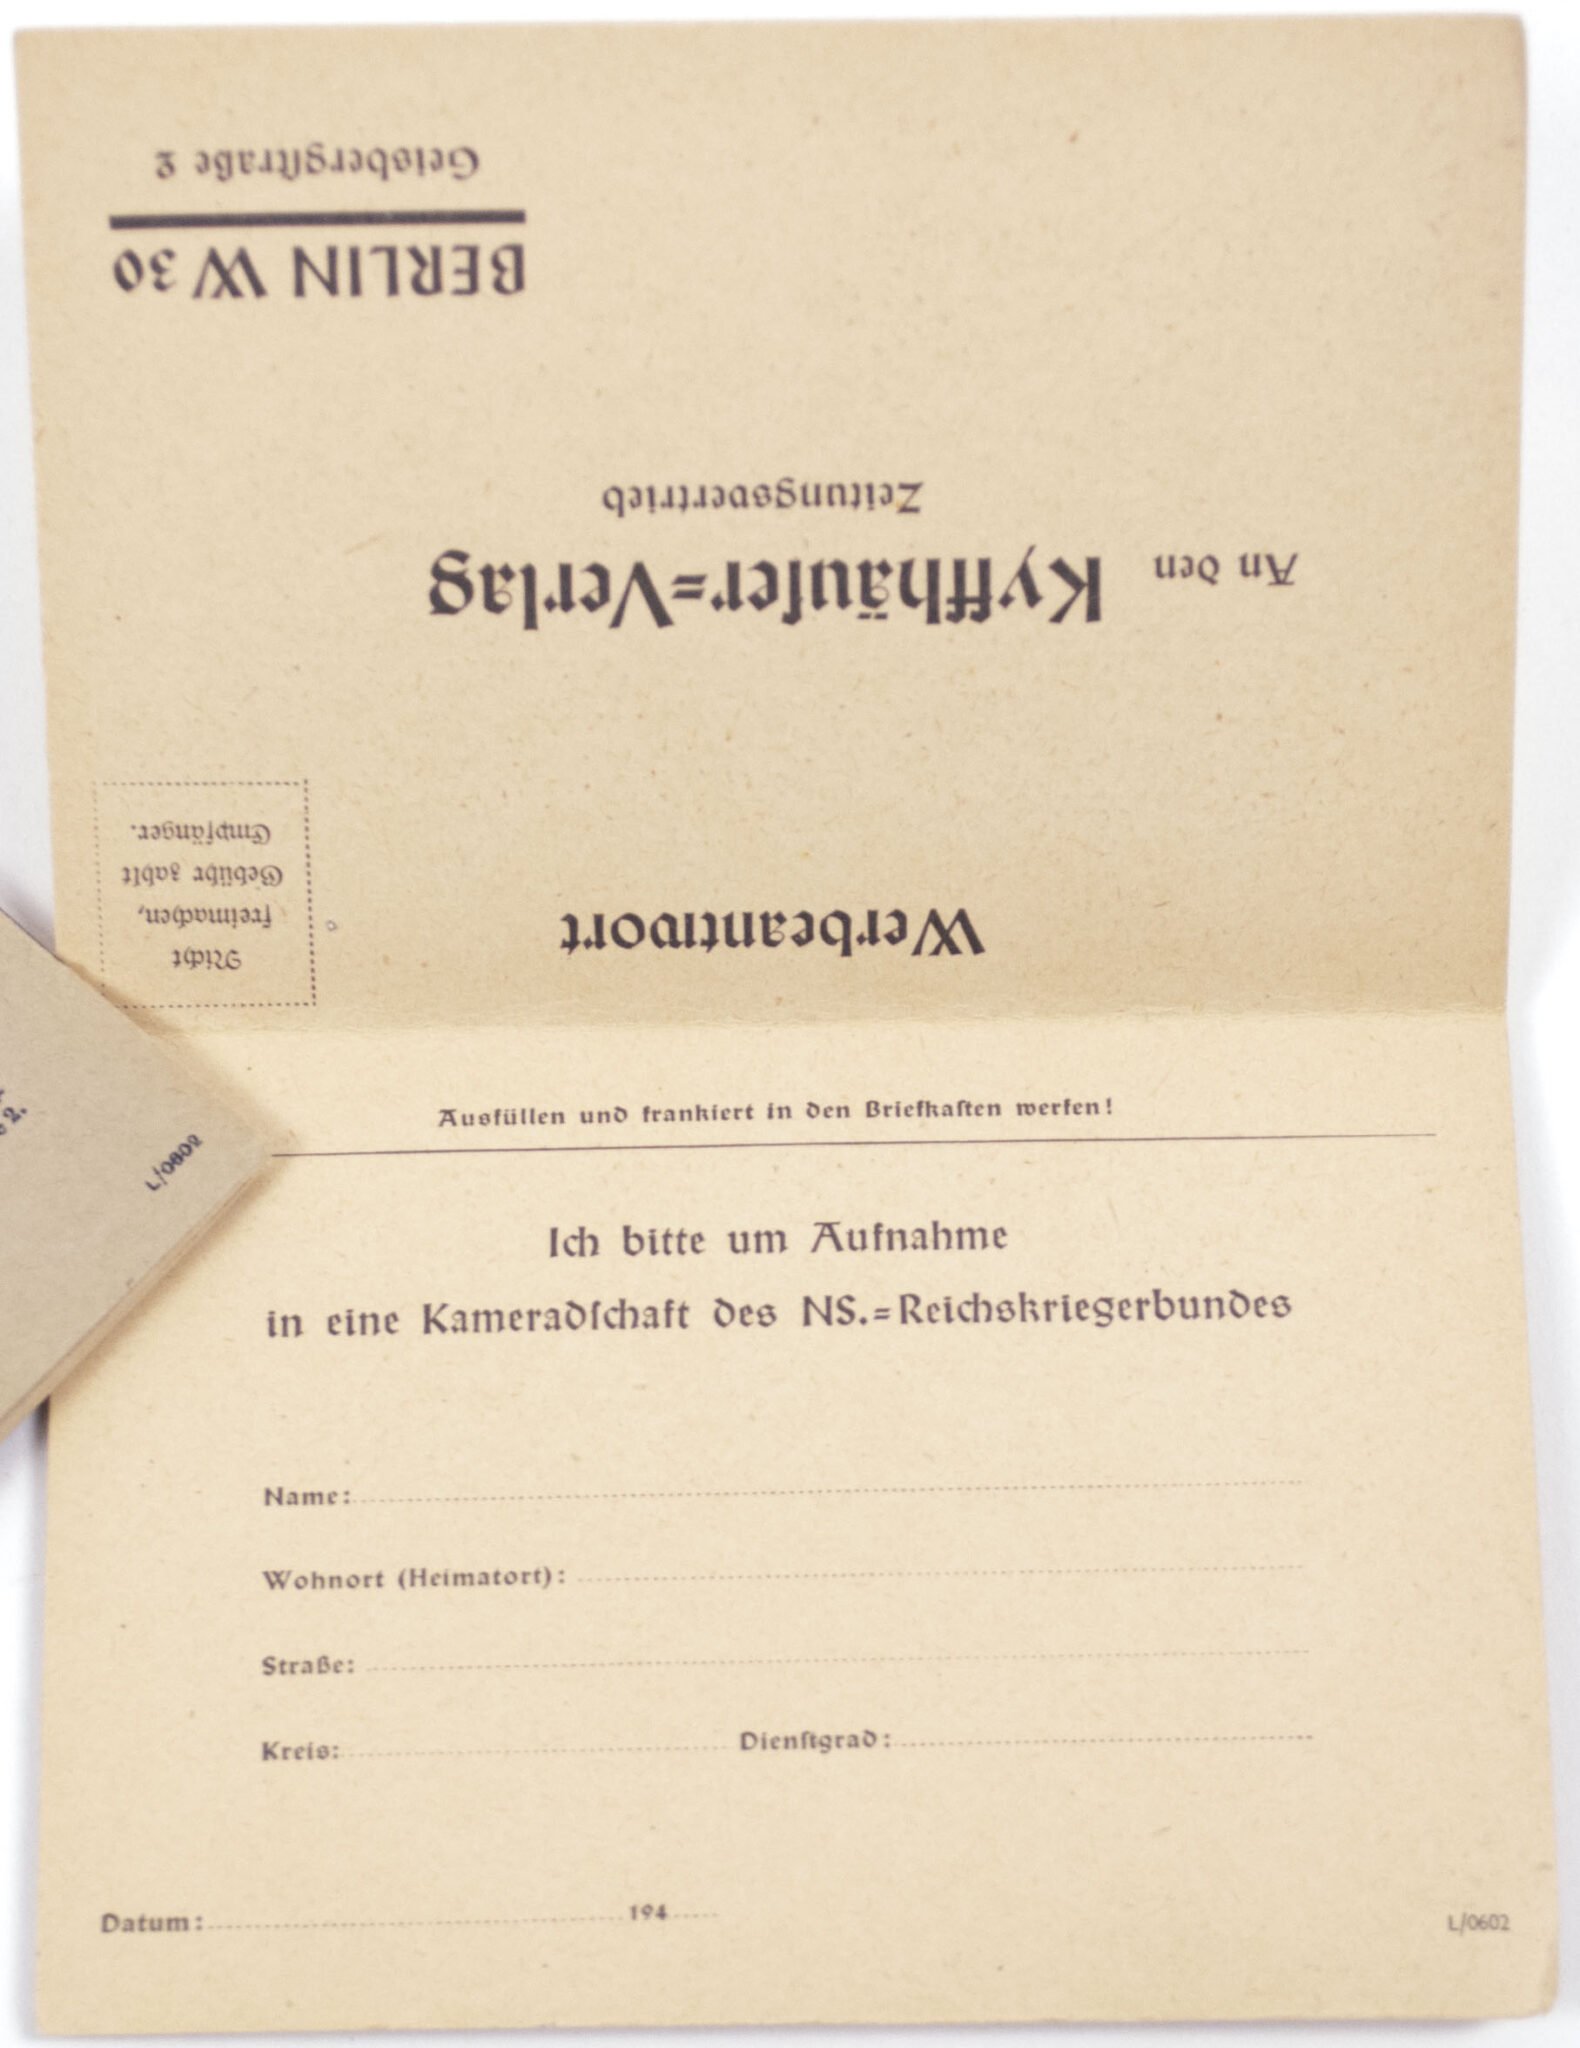 Werbeantwort
Nicht
freimachen,
Gebühr zahlt
Empfänger.
An den Kyffhäuser=Verlag
Zeitungsvertrieb
BERLIN W 30
Geisbergstraße 2
Ausfüllen und frankiert in den Briefkasten werfen!
Ich bitte um Aufnahme
in eine Kameradschaft des NS.=Reichskriegerbundes
Name:
Wohnort (Heimatort):
Straße:
Kreis: Dienstgrad:
Datum: 194
L/0602
2.
L/0602